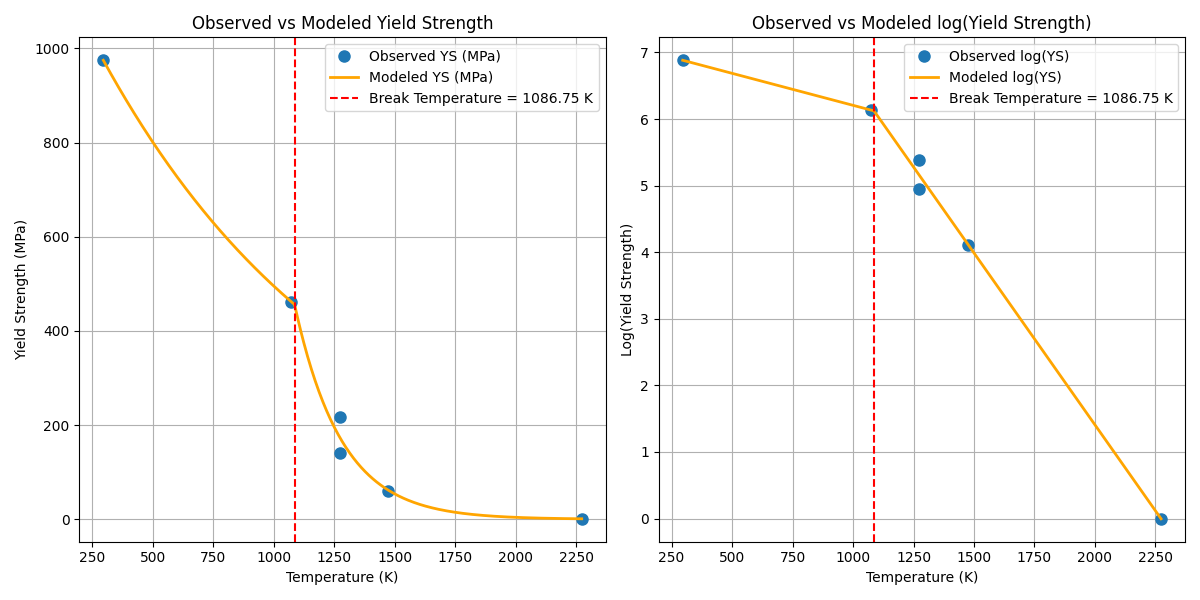 Observed vs Modeled Yield Strength
Observed YS (MPa)
Modeled YS (MPa)
Break Temperature = 1086.75 K
1000
800
600
400
200
0
Yield Strength (MPa)
250 500 750 1000 1250 1500 1750 2000 2250
Temperature (K)
Observed vs Modeled log(Yield Strength)
Observed log(YS)
Modeled log(YS)
Break Temperature = 1086.75 K
7
6
5
4
3
2
1
0
Log(Yield Strength)
250 500 750 1000 1250 1500 1750 2000 2250
Temperature (K)